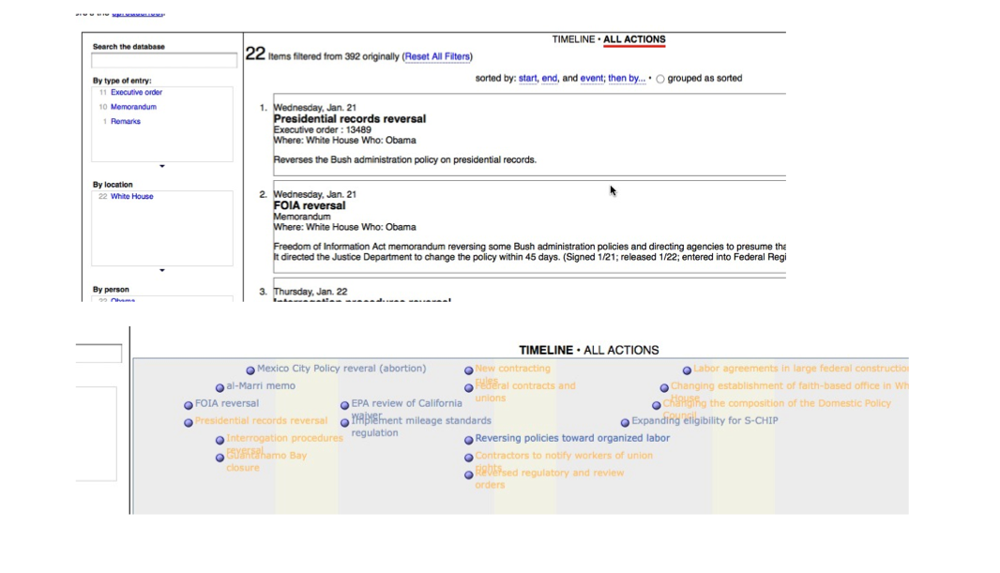 spreadsheet.
TIMELINE • ALL ACTIONS
Search the database
22 Items filtered from 392 originally (Reset All Filters)
sorted by: start, end, and event; then by... • grouped as sorted
By type of entry:
11 Executive order
10 Memorandum
1 Remarks
1. Wednesday, Jan. 21
Presidential records reversal
Executive order : 13489
Where: White House Who: Obama
Reverses the Bush administration policy on presidential records.
By location
22 White House
2. Wednesday, Jan. 21
FOIA reversal
Memorandum
Where: White House Who: Obama
Freedom of Information Act memorandum reversing some Bush administration policies and directing agencies to presume tha
It directed the Justice Department to change the policy within 45 days. (Signed 1/21; released 1/22; entered into Federal Regi
By person
22 Obama
3. Thursday, Jan. 22
Interrogation procedures reversal
TIMELINE • ALL ACTIONS
Mexico City Policy reveral (abortion)
New contracting
rules
Labor agreements in large federal constructio
al-Marri memo
Federal contracts and
unions
Changing establishment of faith-based office in Wh
House
FOIA reversal
EPA review of California
waiver
Changing the composition of the Domestic Policy
Council
Presidential records reversal
Implement mileage standards
regulation
Expanding eligibility for S-CHIP
Interrogation procedures
reversal
Reversing policies toward organized labor
Guantanamo Bay
closure
Contractors to notify workers of union
rights
Reversed regulatory and review
orders